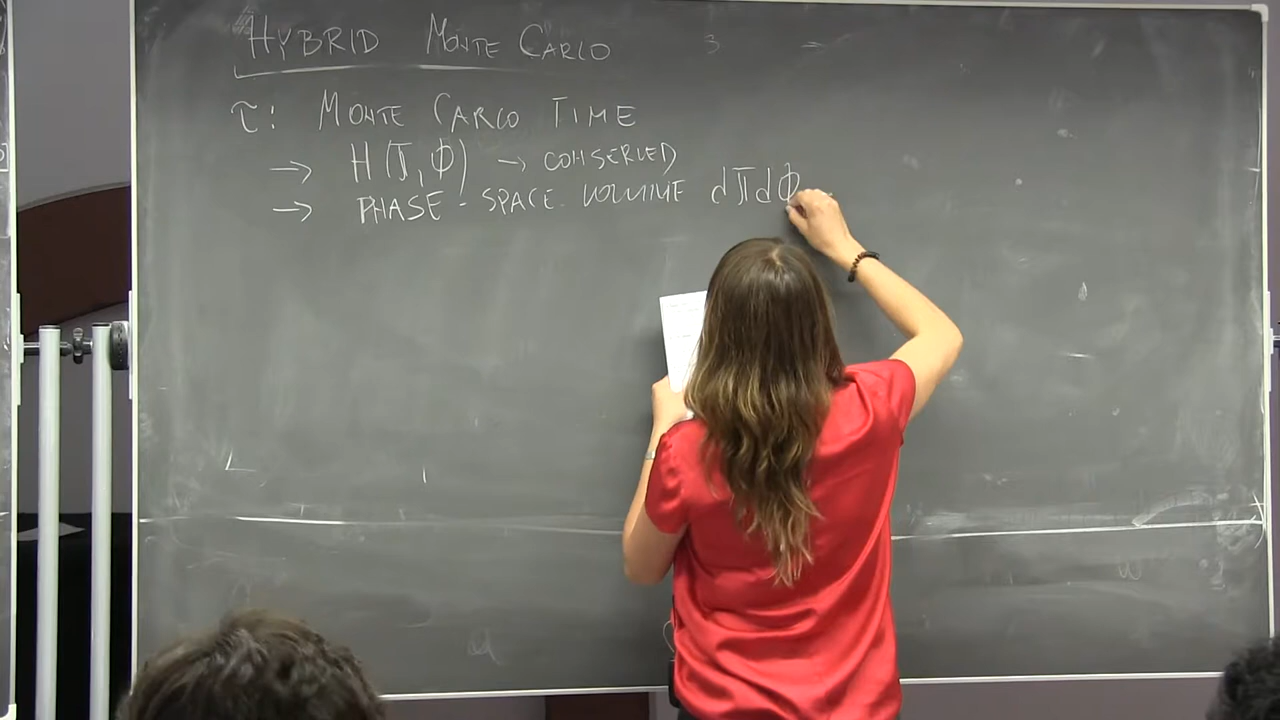 HYBRID MONTE CARLO
τ: MONTE CARLO TIME
→ H(π,Φ) → CONSERVED
→ PHASE-SPACE VOLUME dπdΦ